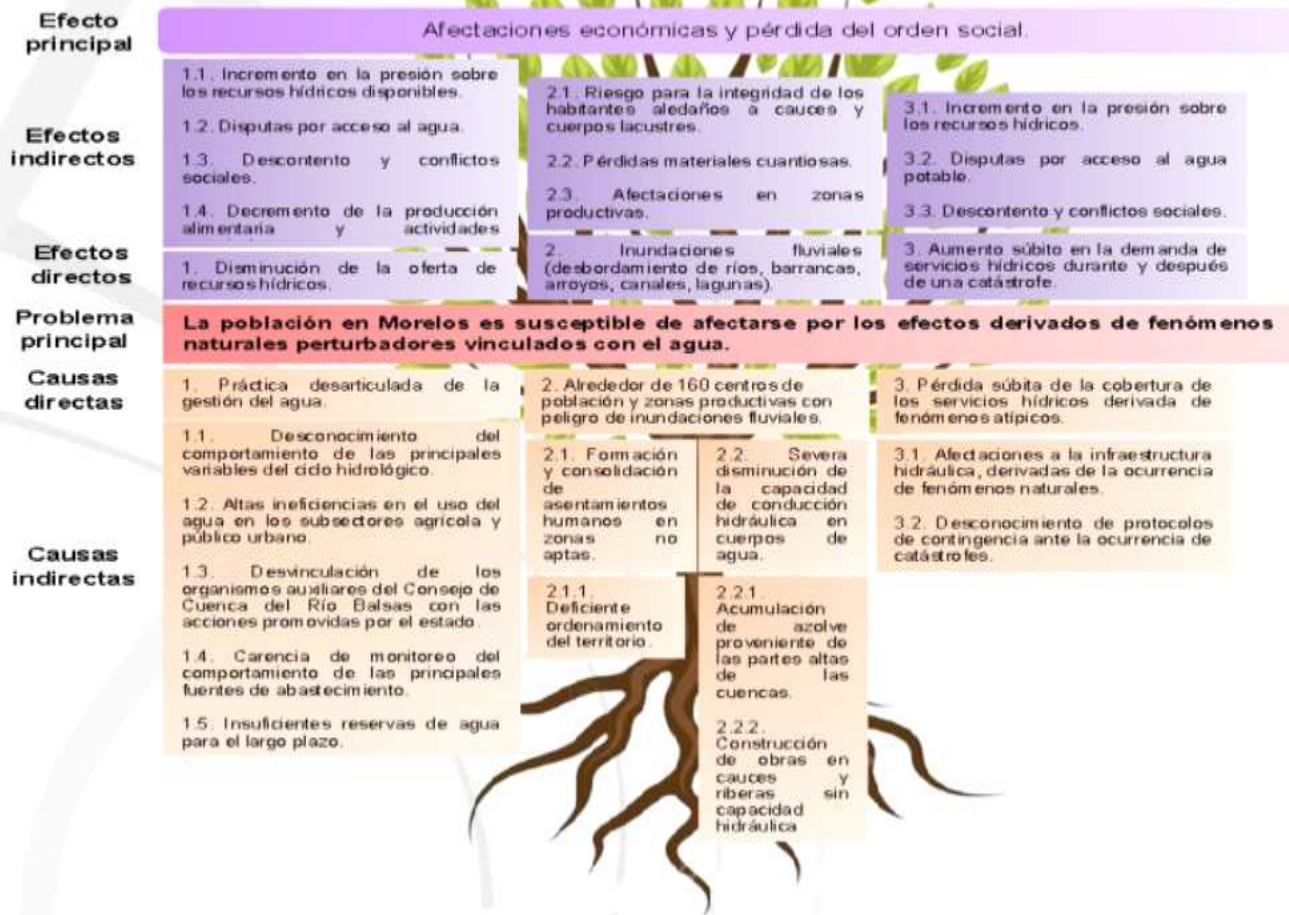 Efecto
principal
Afectaciones económicas y pérdida del orden social.
Efectos
indirectos
1.1. Incremento en la presión sobre
los recursos hídricos disponibles.
1.2. Disputas por acceso al agua.
1.3. Descontento y conflictos
sociales.
1.4. Decremento de la producción
alimentaria y actividades
2.1. Riesgo para la integridad de los
habitantes aledaños a cauces y
cuerpos lacustres.
2.2. Pérdidas materiales cuantiosas.
2.3. Afectaciones en zonas
productivas.
3.1. Incremento en la presión sobre
los recursos hídricos.
3.2. Disputas por acceso al agua
potable.
3.3. Descontento y conflictos sociales.
Efectos
directos
1. Disminución de la oferta de
recursos hídricos.
2. Inundaciones fluviales
(desbordamiento de ríos, barrancas,
arroyos, canales, lagunas).
3. Aumento súbito en la demanda de
servicios hídricos durante y después
de una catástrofe.
Problema
principal
La población en Morelos es susceptible de afectarse por los efectos derivados de fenómenos
naturales perturbadores vinculados con el agua.
Causas
directas
1. Práctica desarticulada de la
gestión del agua.
2. Alrededor de 160 centros de
población y zonas productivas con
peligro de inundaciones fluviales.
3. Pérdida súbita de la cobertura de
los servicios hídricos derivada de
fenómenos atípicos.
Causas
indirectas
1.1. Desconocimiento del
comportamiento de las principales
variables del ciclo hidrológico.
1.2. Altas ineficiencias en el uso del
agua en los subsectores agrícola y
público urbano.
1.3. Desvinculación de los
organismos auxiliares del Consejo de
Cuenca del Río Balsas con las
acciones promovidas por el estado.
1.4. Carencia de monitoreo del
comportamiento de las principales
fuentes de abastecimiento.
1.5. Insuficientes reservas de agua
para el largo plazo.
2.1. Formación
y consolidación
de
asentamientos
humanos en
zonas no
aptas.
2.1.1.
Deficiente
ordenamiento
del territorio.
2.2. Severa
disminución de
la capacidad
de conducción
hidráulica en
cuerpos de
agua.
2.2.1.
Acumulación
de azolve
proveniente de
las partes altas
de las
cuencas.
2.2.2.
Construcción
de obras en
cauces y
riberas sin
capacidad
hidráulica
3.1. Afectaciones a la infraestructura
hidráulica, derivadas de la ocurrencia
de fenómenos naturales.
3.2. Desconocimiento de protocolos
de contingencia ante la ocurrencia de
catástrofes.